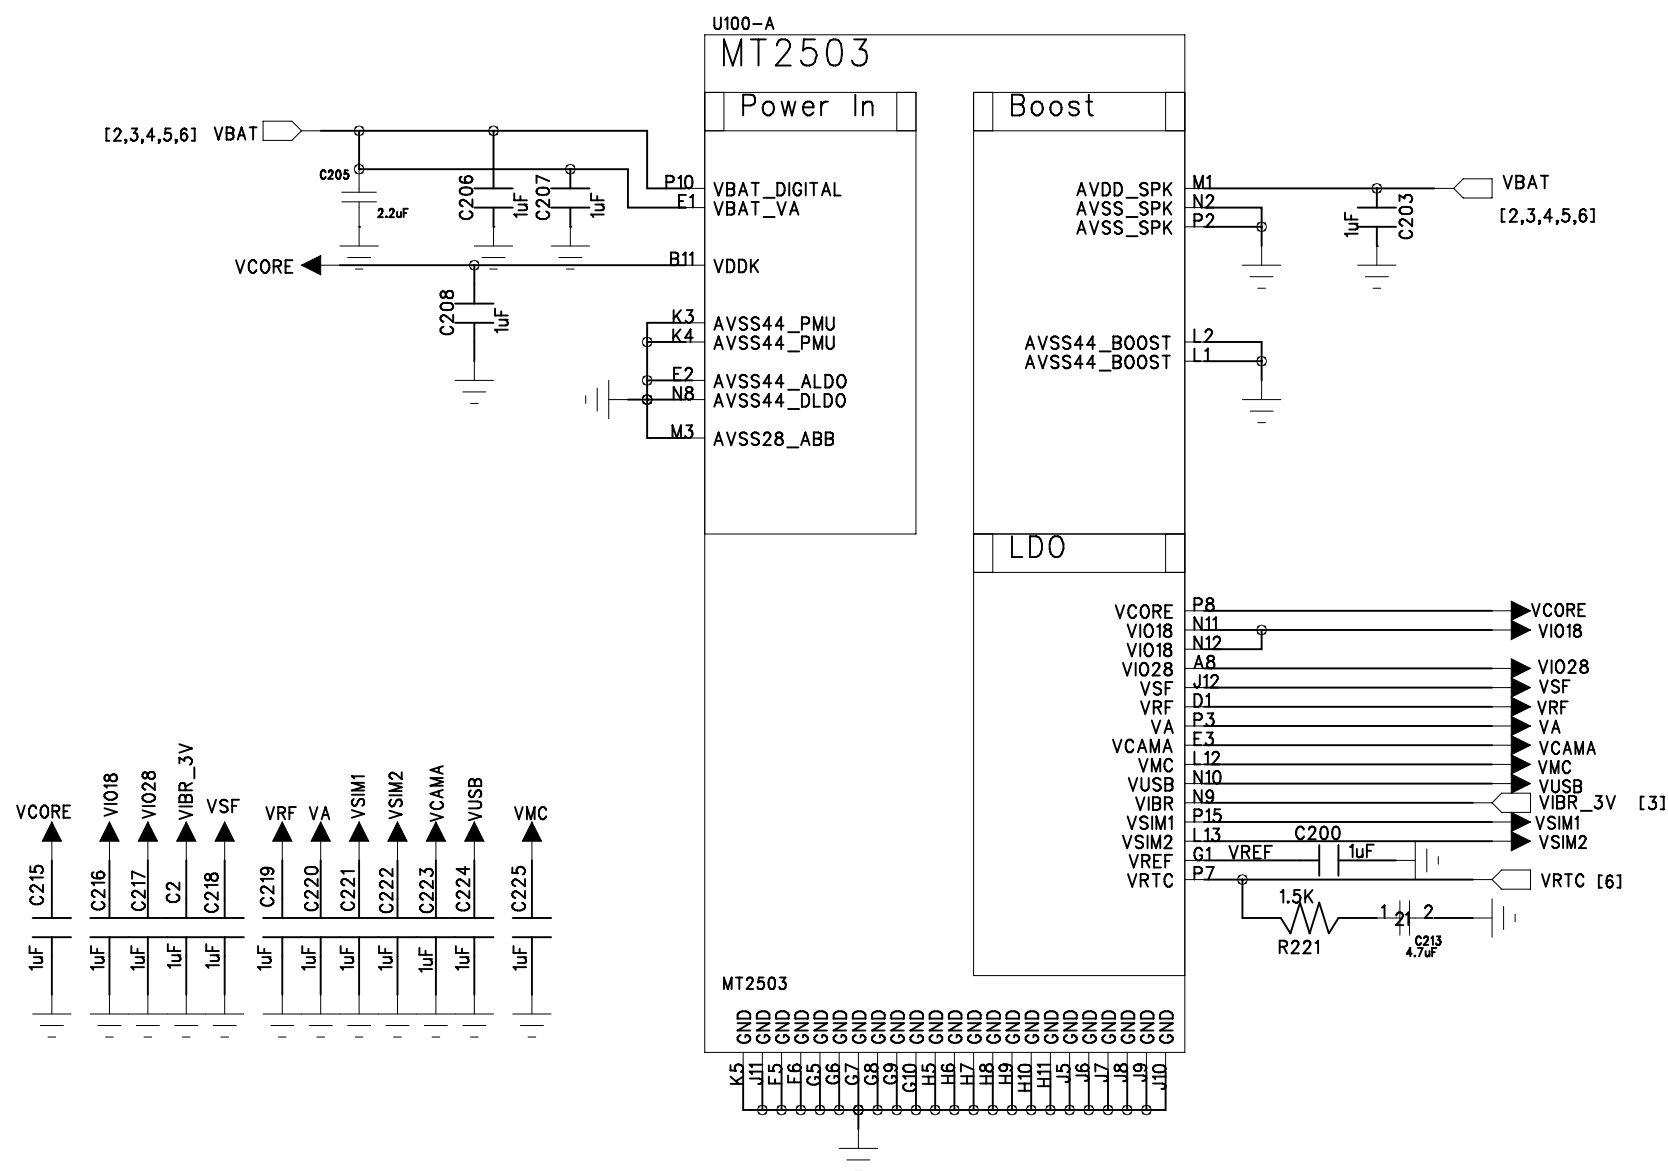 U100-A
MT2503
Power In
Boost
[2,3,4,5,6] VBAT
C205
2.2uF
C206
1uF
C207
1uF
P10 VBAT_DIGITAL
E1 VBAT_VA
VCORE
B11 VDDK
C208
1uF
K3 AVSS44_PMU
K4 AVSS44_PMU
E2 AVSS44_ALDO
N8 AVSS44_DLDO
M3 AVSS28_ABB
AVDD_SPK M1
AVSS_SPK N2
AVSS_SPK P2
VBAT
[2,3,4,5,6]
1uF
C203
AVSS44_BOOST L2
AVSS44_BOOST L1
LDO
VCORE P8 VCORE
VIO18 N11 VIO18
VIO18 N12
VIO28 A8 VIO28
VSF J12 VSF
VRF D1 VRF
VA P3 VA
VCAMA E3 VCAMA
VMC L12 VMC
VUSB N10 VUSB
VIBR N9 VIBR_3V [3]
VSIM1 P15 VSIM1
VSIM2 L13 VSIM2
C200
VREF G1 VREF 1uF
VRTC P7 VRTC [6]
1.5K
R221
1 21 2
C213
4.7uF
VCORE
VIO18
VIO28
VIBR_3V
VSF
VRF
VA
VSIM1
VSIM2
VCAMA
VUSB
VMC
C215
C216
C217
C2
C218
C219
C220
C221
C222
C223
C224
C225
1uF
1uF
1uF
1uF
1uF
1uF
1uF
1uF
1uF
1uF
1uF
1uF
MT2503
GND GND GND GND GND GND GND GND GND GND GND GND GND GND GND GND GND GND GND GND GND GND GND
K5 J11 F5 F6 G5 G6 G7 G8 G9 G10 H5 H6 H7 H8 H9 H10 H11 J5 J6 J7 J8 J9 J10